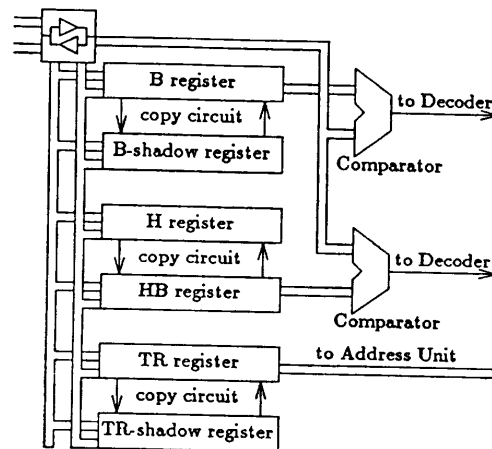 B register
to Decoder
copy circuit
B-shadow register
Comparator
H register
to Decoder
copy circuit
HB register
Comparator
to Address Unit
TR register
copy circuit
TR-shadow register